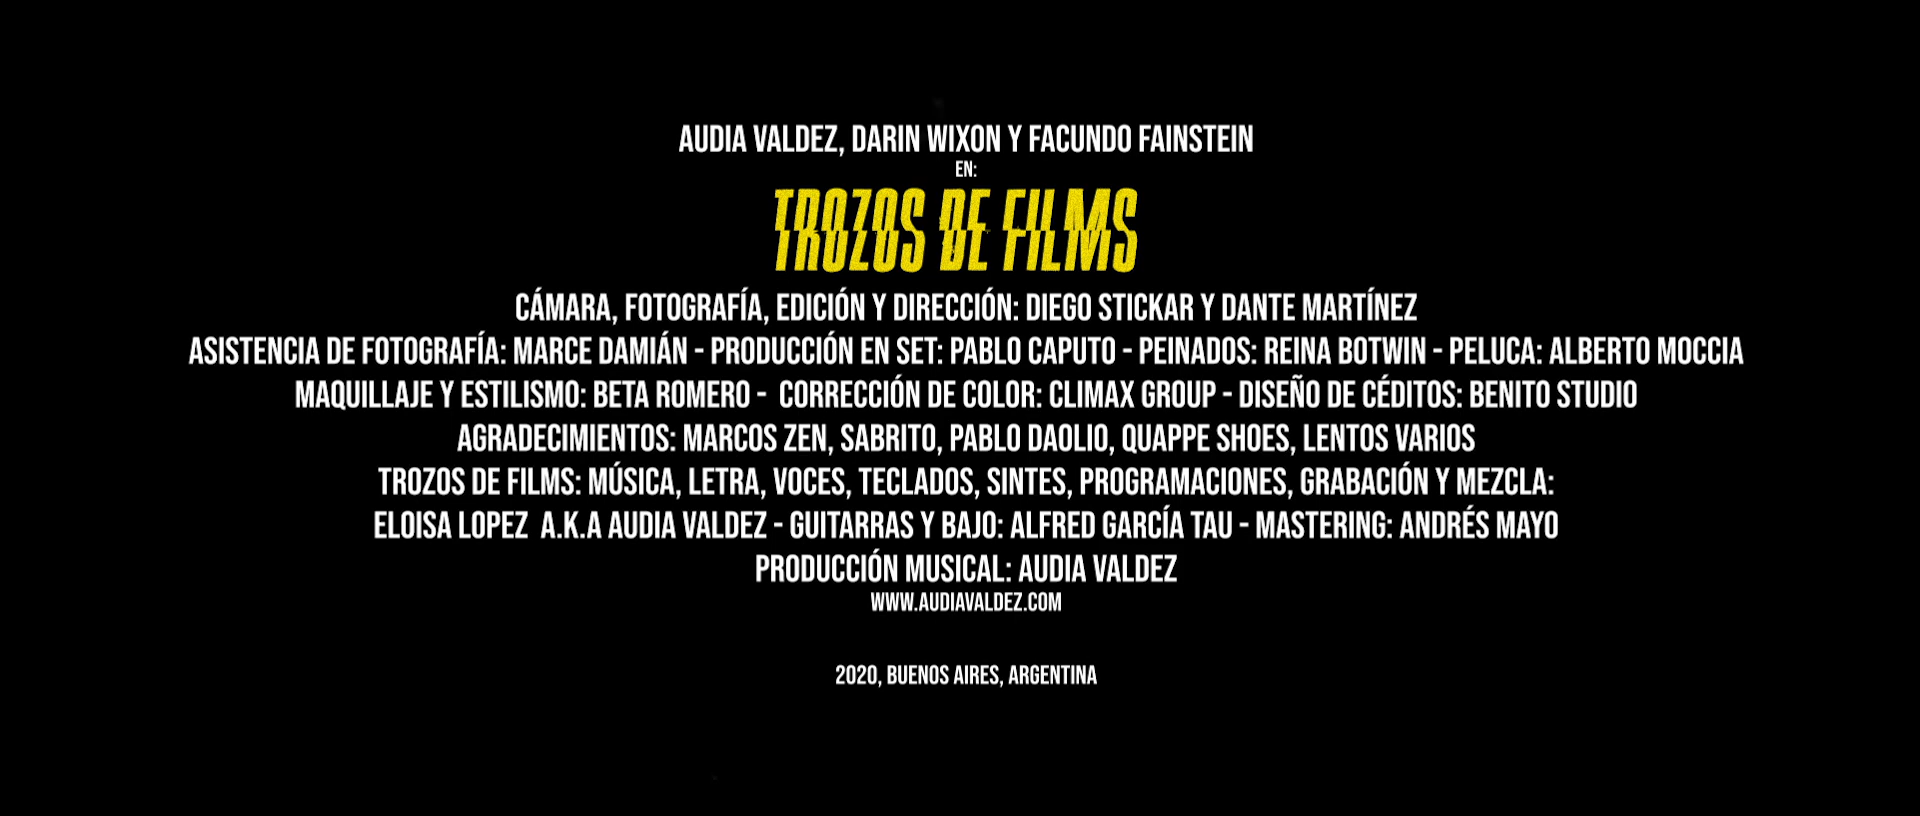 AUDIA VALDEZ, DARIN WIXON Y FACUNDO FAINSTEIN
EN:
TROZOS DE FILMS
CÁMARA, FOTOGRAFÍA, EDICIÓN Y DIRECCIÓN: DIEGO STICKAR Y DANTE MARTÍNEZ
ASISTENCIA DE FOTOGRAFÍA: MARCE DAMIÁN - PRODUCCIÓN EN SET: PABLO CAPUTO - PEINADOS: REINA BOTWIN - PELUCA: ALBERTO MOCCIA
MAQUILLAJE Y ESTILISMO: BETA ROMERO -  CORRECCIÓN DE COLOR: CLIMAX GROUP - DISEÑO DE CÉDITOS: BENITO STUDIO
AGRADECIMIENTOS: MARCOS ZEN, SABRITO, PABLO DAOLIO, QUAPPE SHOES, LENTOS VARIOS
TROZOS DE FILMS: MÚSICA, LETRA, VOCES, TECLADOS, SINTES, PROGRAMACIONES, GRABACIÓN Y MEZCLA:
ELOISA LOPEZ  A.K.A AUDIA VALDEZ - GUITARRAS Y BAJO: ALFRED GARCÍA TAU - MASTERING: ANDRÉS MAYO
PRODUCCIÓN MUSICAL: AUDIA VALDEZ
WWW.AUDIAVALDEZ.COM
2020, BUENOS AIRES, ARGENTINA